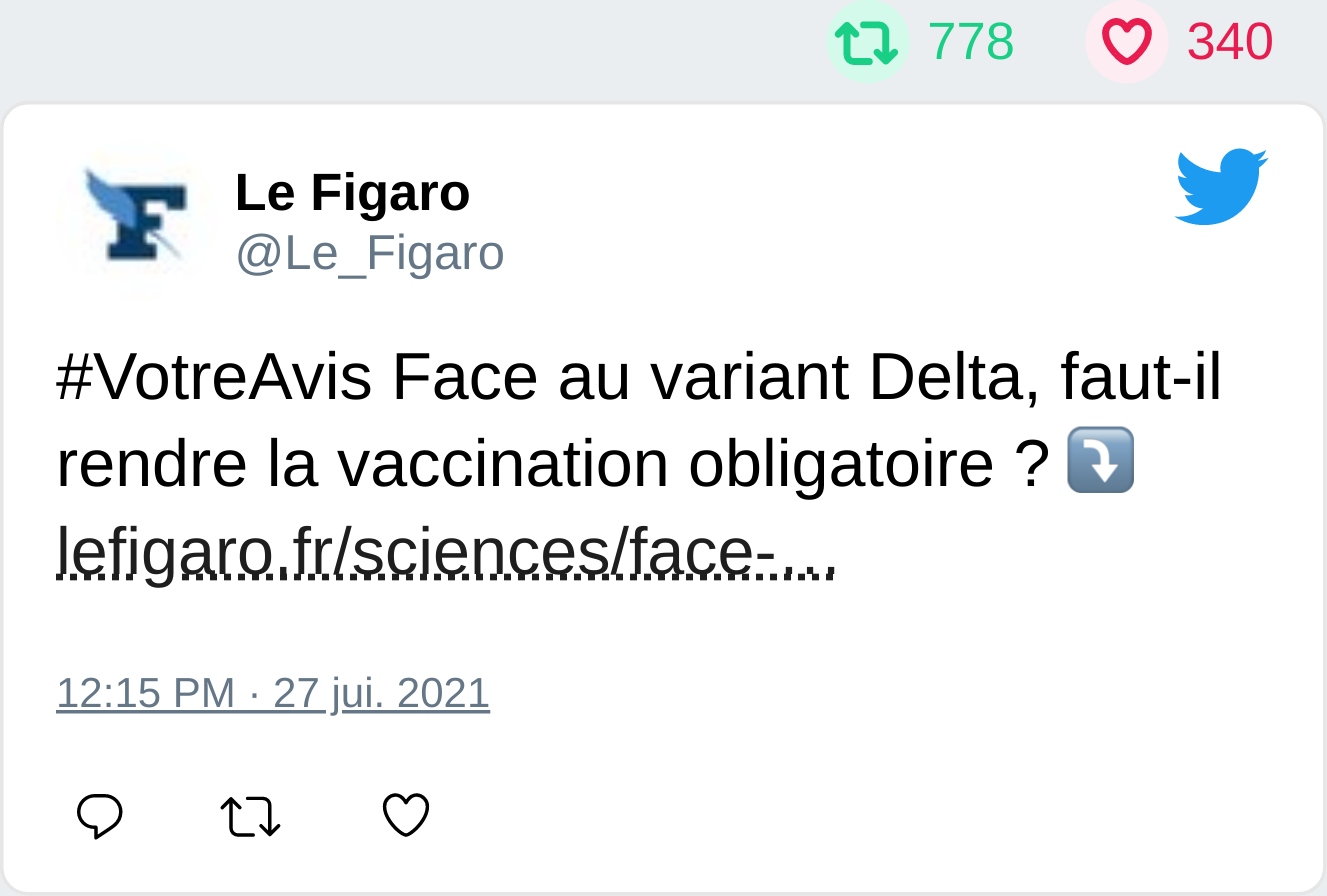 778 340
Le Figaro
@Le_Figaro
#VotreAvis Face au variant Delta, faut-il
rendre la vaccination obligatoire ? ⤵️
lefigaro.fr/sciences/face-...
12:15 PM · 27 jui. 2021